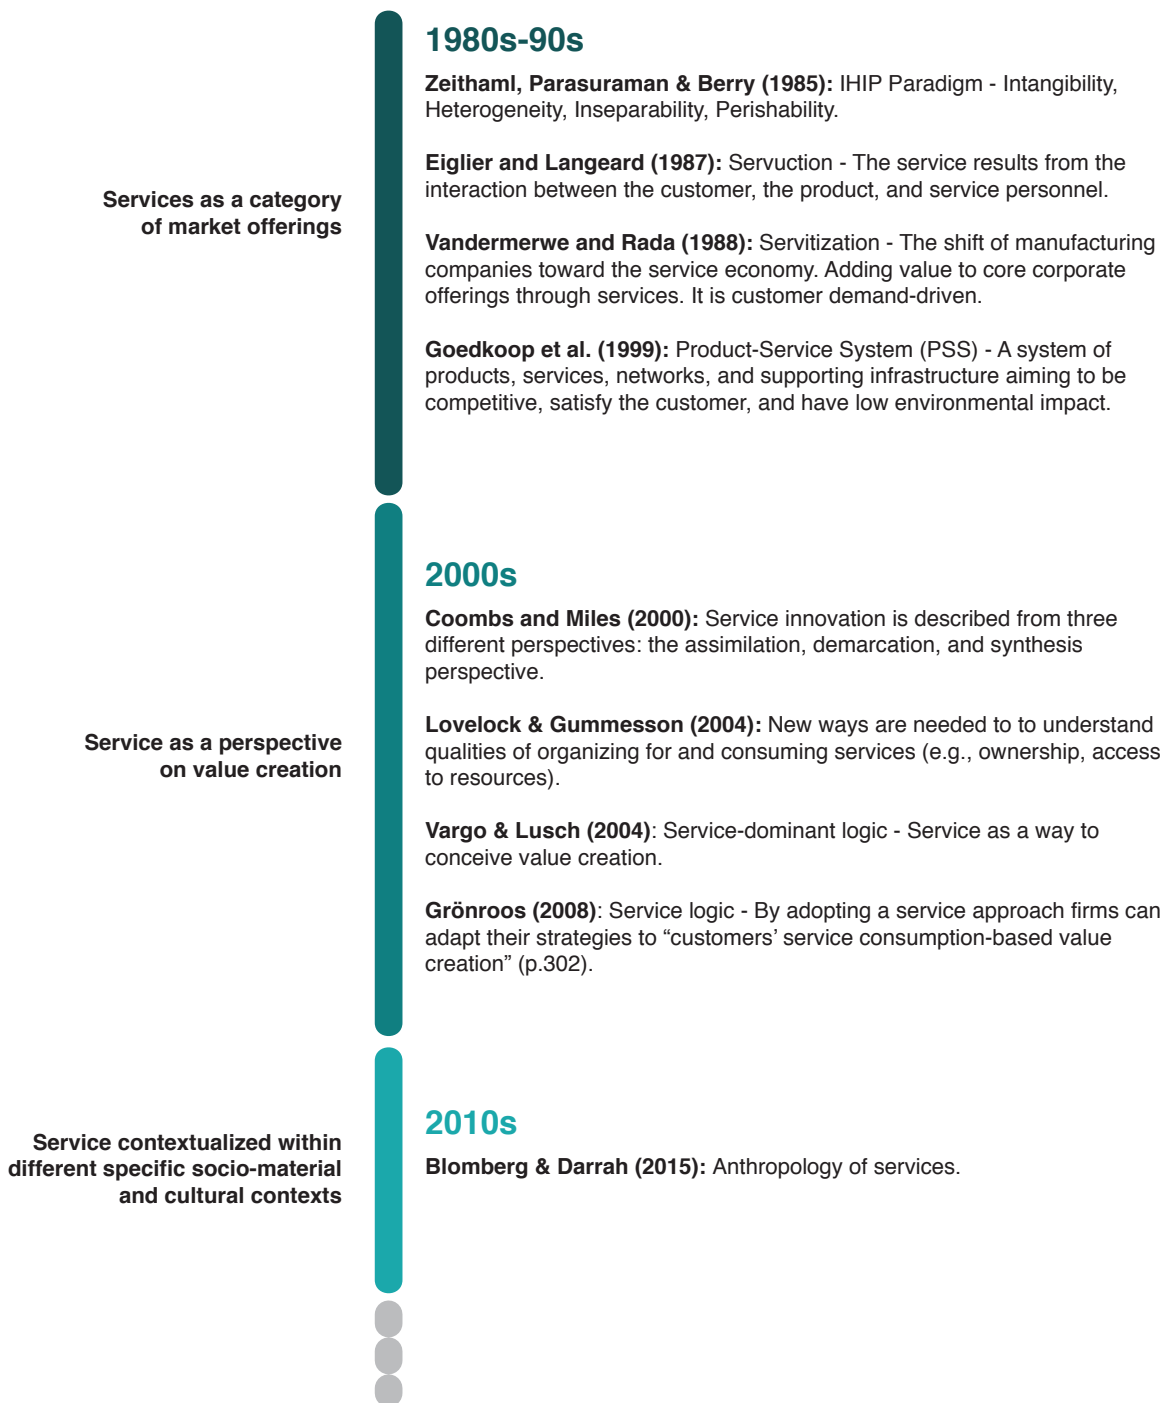 1980s-90s
Zeithaml, Parasuraman & Berry (1985): IHIP Paradigm - Intangibility,
Heterogeneity, Inseparability, Perishability.
Eiglier and Langeard (1987): Servuction - The service results from the
interaction between the customer, the product, and service personnel.
Services as a category
of market offerings
Vandermerwe and Rada (1988): Servitization - The shift of manufacturing
companies toward the service economy. Adding value to core corporate
offerings through services. It is customer demand-driven.
Goedkoop et al. (1999): Product-Service System (PSS) - A system of
products, services, networks, and supporting infrastructure aiming to be
competitive, satisfy the customer, and have low environmental impact.
2000s
Coombs and Miles (2000): Service innovation is described from three
different perspectives: the assimilation, demarcation, and synthesis
perspective.
Lovelock & Gummesson (2004): New ways are needed to to understand
qualities of organizing for and consuming services (e.g., ownership, access
to resources).
Service as a perspective
on value creation
Vargo & Lusch (2004): Service-dominant logic - Service as a way to
conceive value creation.
Grönroos (2008): Service logic - By adopting a service approach firms can
adapt their strategies to “customers’ service consumption-based value
creation” (p.302).
2010s
Service contextualized within
different specific socio-material
and cultural contexts
Blomberg & Darrah (2015): Anthropology of services.